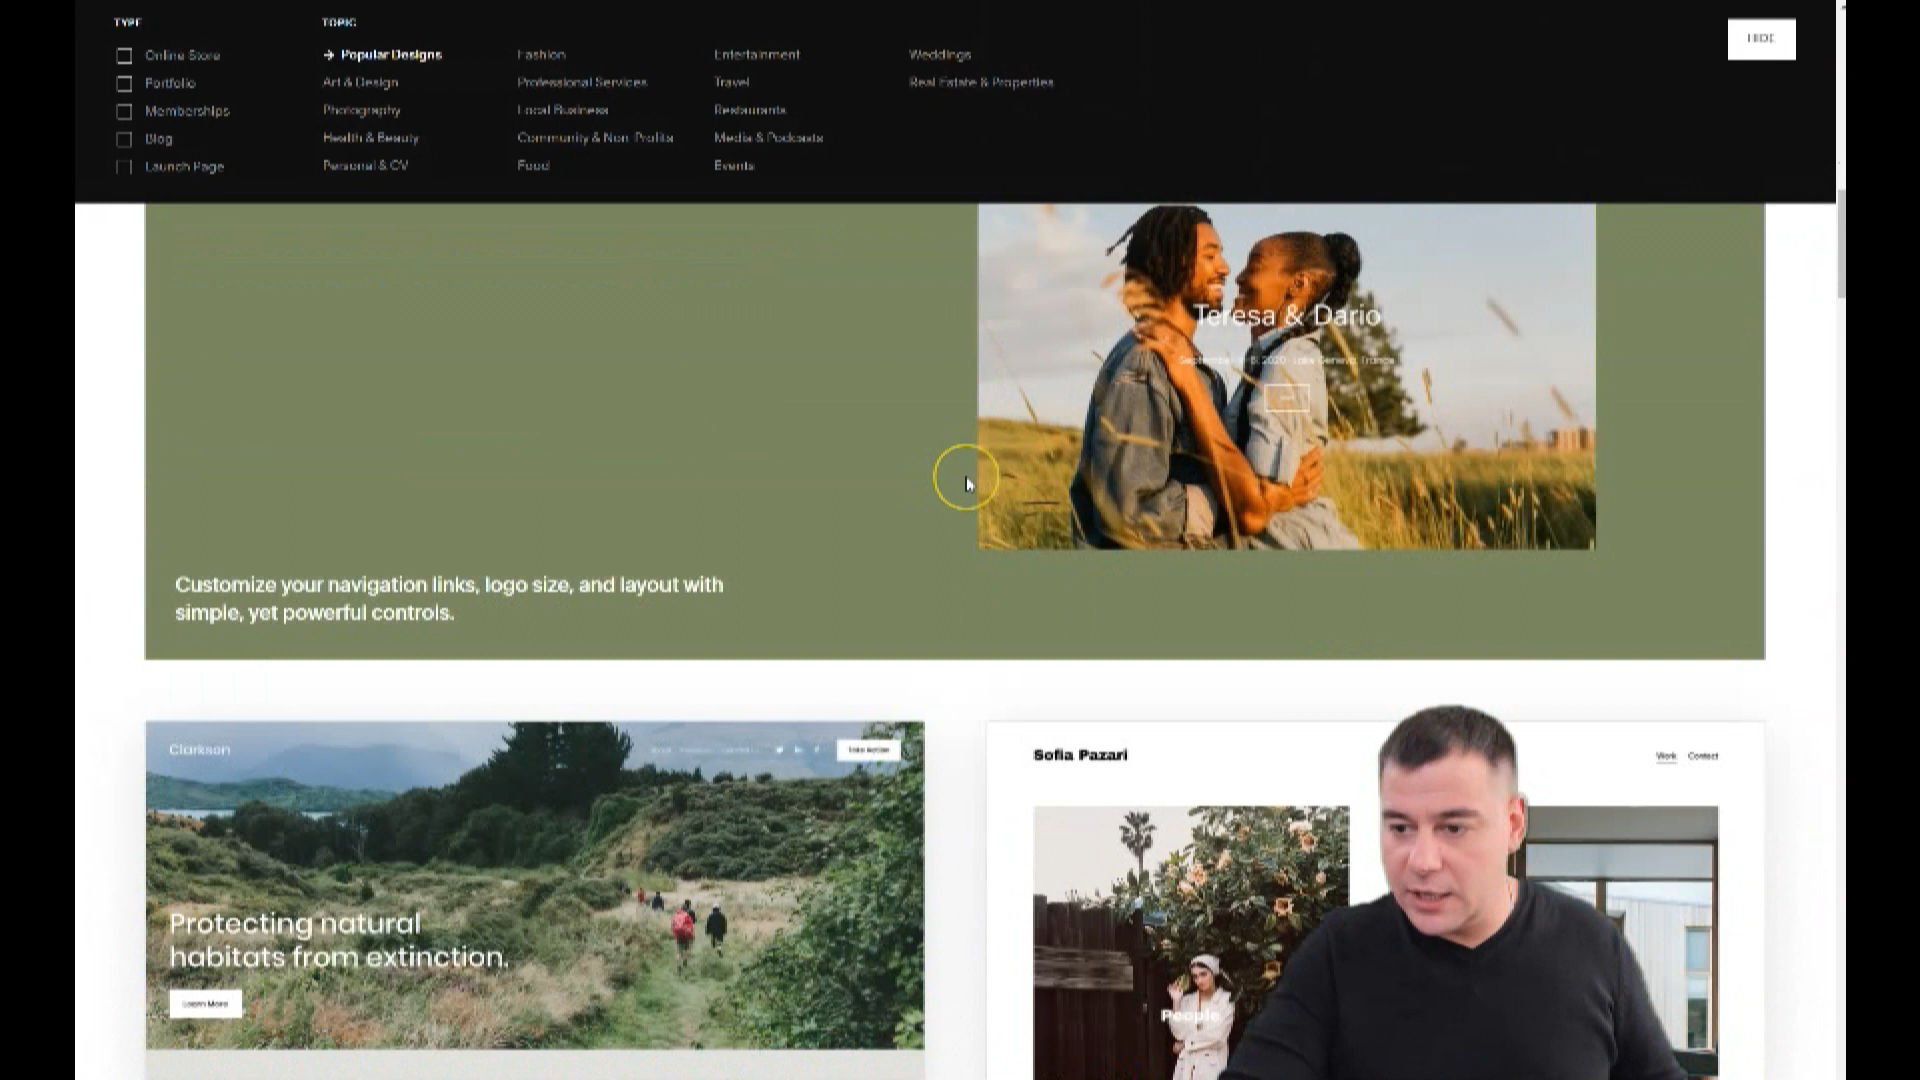 TYPE
Online Store
Portfolio
Memberships
Blog
Launch Page
TOPIC
→ Popular Designs
Art & Design
Photography
Health & Beauty
Personal & CV
Fashion
Professional Services
Local Business
Community & Non-Profits
Food
Entertainment
Travel
Restaurants
Media & Podcasts
Events
Weddings
Real Estate & Properties
HIDE
Teresa & Dario
Customize your navigation links, logo size, and layout with
simple, yet powerful controls.
Clarkson
Take Action
Protecting natural
habitats from extinction.
Learn More
Sofia Pazari
Work Contact
People